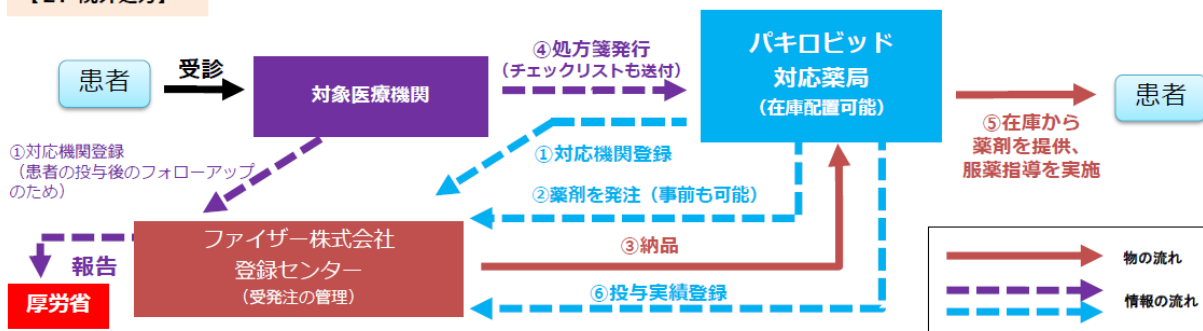 患者
受診
対象医療機関
④処方箋発行
（チェックリストも送付）
パキロビッド
対応薬局
（在庫配置可能）
⑤在庫から
薬剤を提供、
服薬指導を実施
患者
①対応機関登録
（患者の投与後のフォローアップ
のため）
①対応機関登録
②薬剤を発注（事前も可能）
ファイザー株式会社
登録センター
（受発注の管理）
③納品
⑥投与実績登録
報告
厚労省
物の流れ
情報の流れ